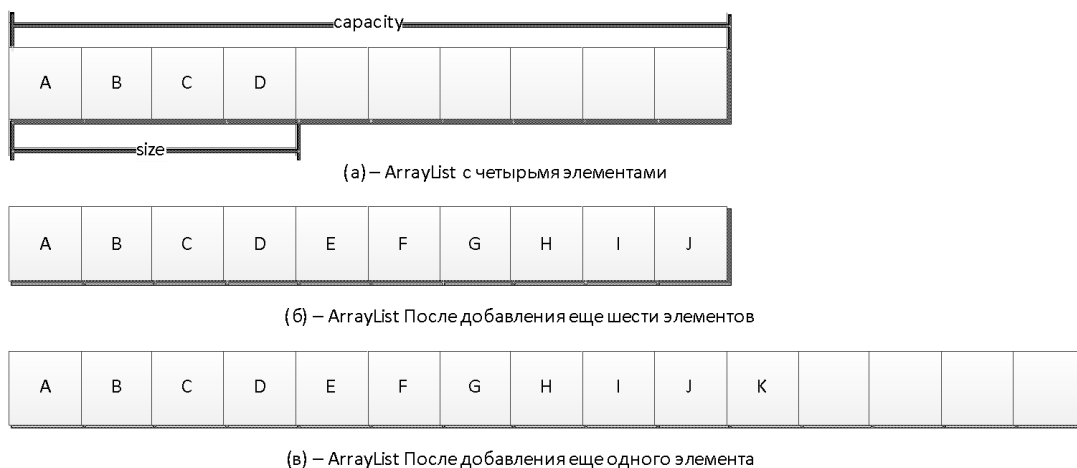 capacity
A B C D
size
(а) – ArrayList с четырьмя элементами
A B C D E F G H I J
(б) – ArrayList После добавления еще шести элементов
A B C D E F G H I J K
(в) – ArrayList После добавления еще одного элемента